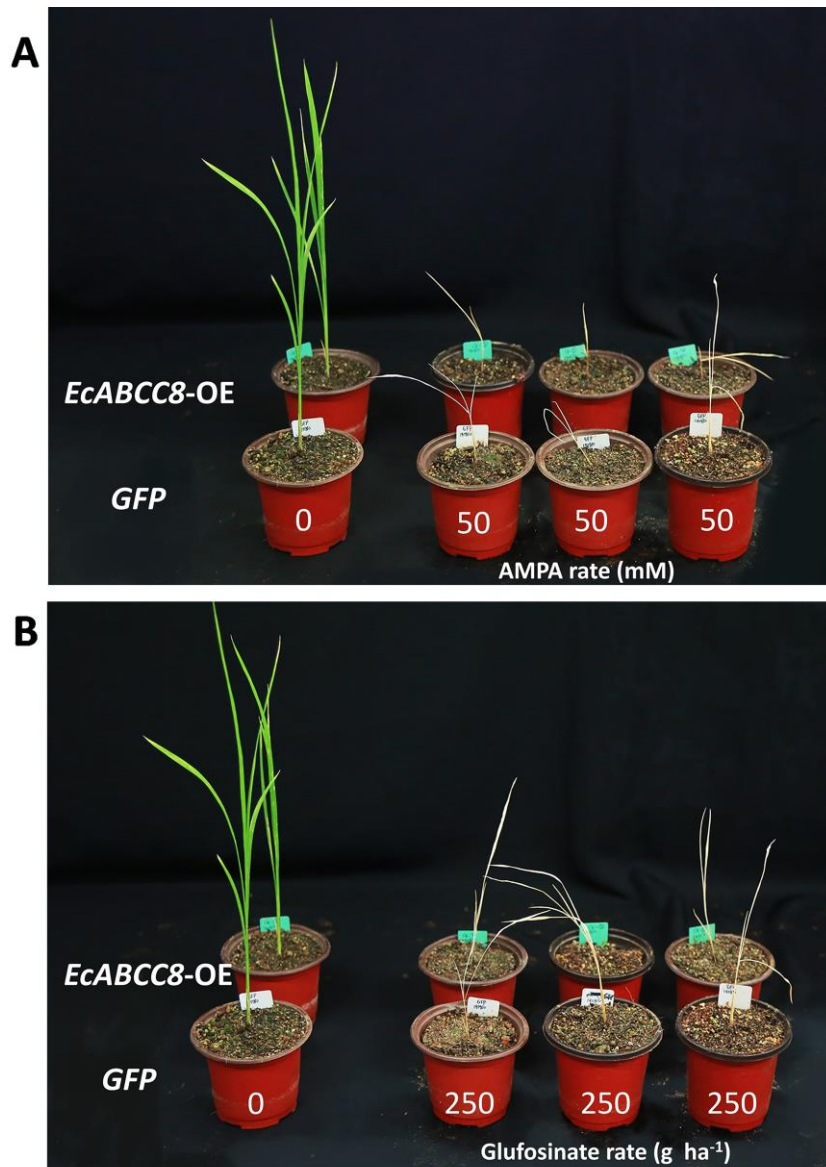 A
EcABCC8-OE
GFP
0
50
50
50
AMPA rate (mM)
B
EcABCC8-OE
GFP
0
250
250
250
Glufosinate rate (g ha⁻¹)